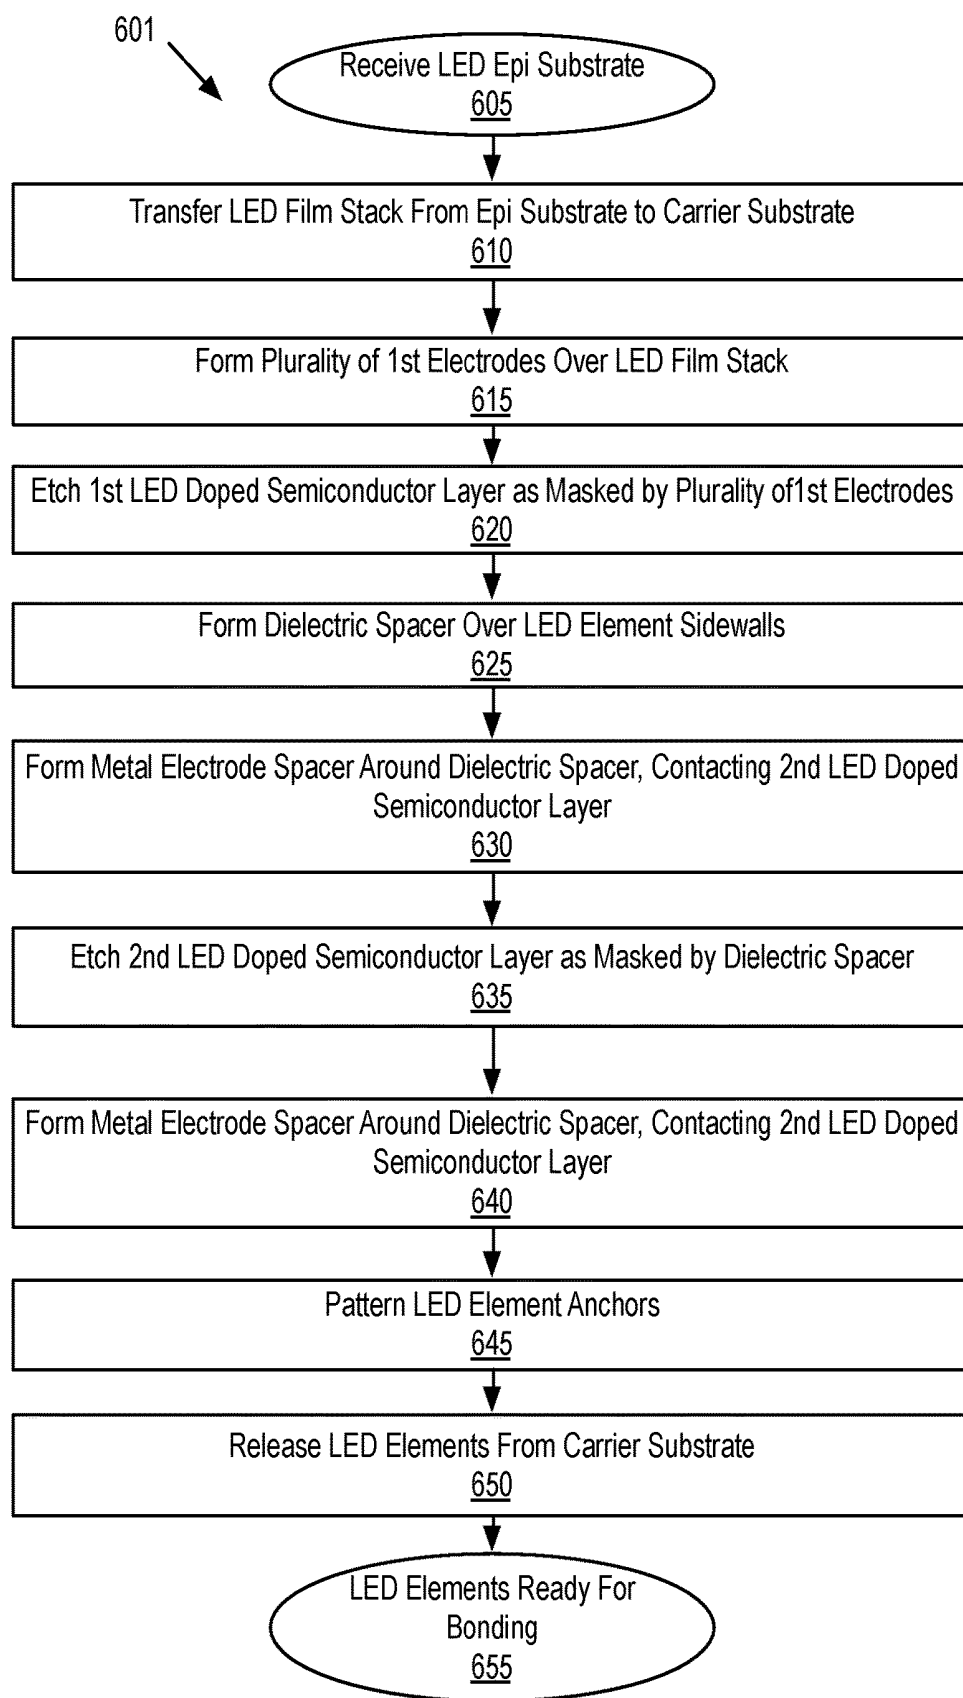 601
Receive LED Epi Substrate
605
Transfer LED Film Stack From Epi Substrate to Carrier Substrate
610
Form Plurality of 1st Electrodes Over LED Film Stack
615
Etch 1st LED Doped Semiconductor Layer as Masked by Plurality of1st Electrodes
620
Form Dielectric Spacer Over LED Element Sidewalls
625
Form Metal Electrode Spacer Around Dielectric Spacer, Contacting 2nd LED Doped
Semiconductor Layer
630
Etch 2nd LED Doped Semiconductor Layer as Masked by Dielectric Spacer
635
Form Metal Electrode Spacer Around Dielectric Spacer, Contacting 2nd LED Doped
Semiconductor Layer
640
Pattern LED Element Anchors
645
Release LED Elements From Carrier Substrate
650
LED Elements Ready For
Bonding
655